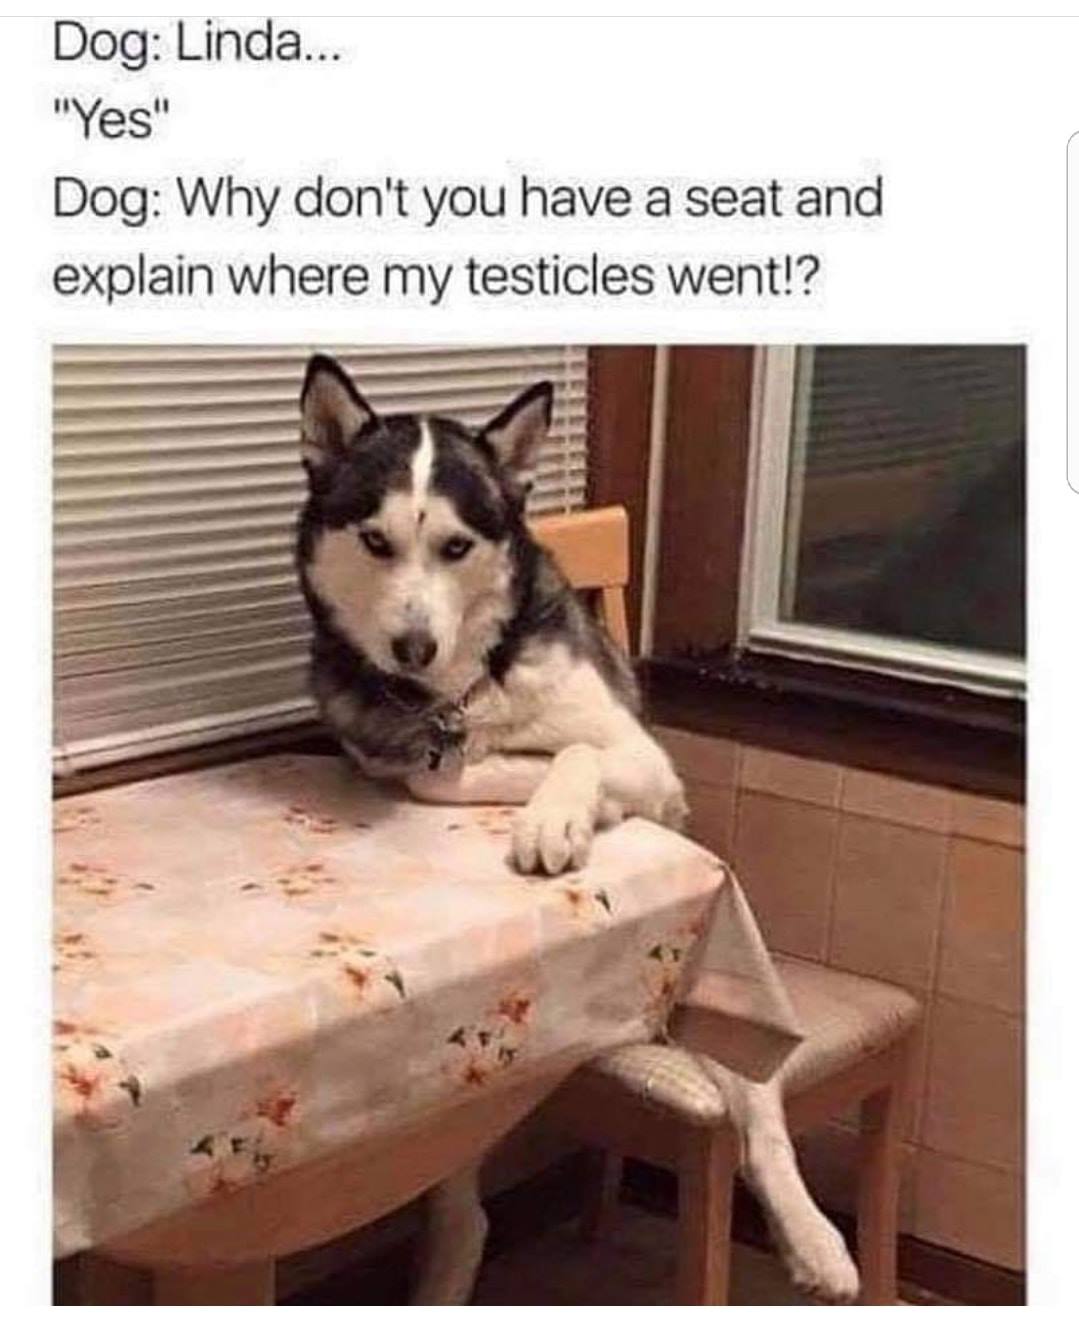 Dog: Linda...
"Yes"
Dog: Why don't you have a seat and
explain where my testicles went!?